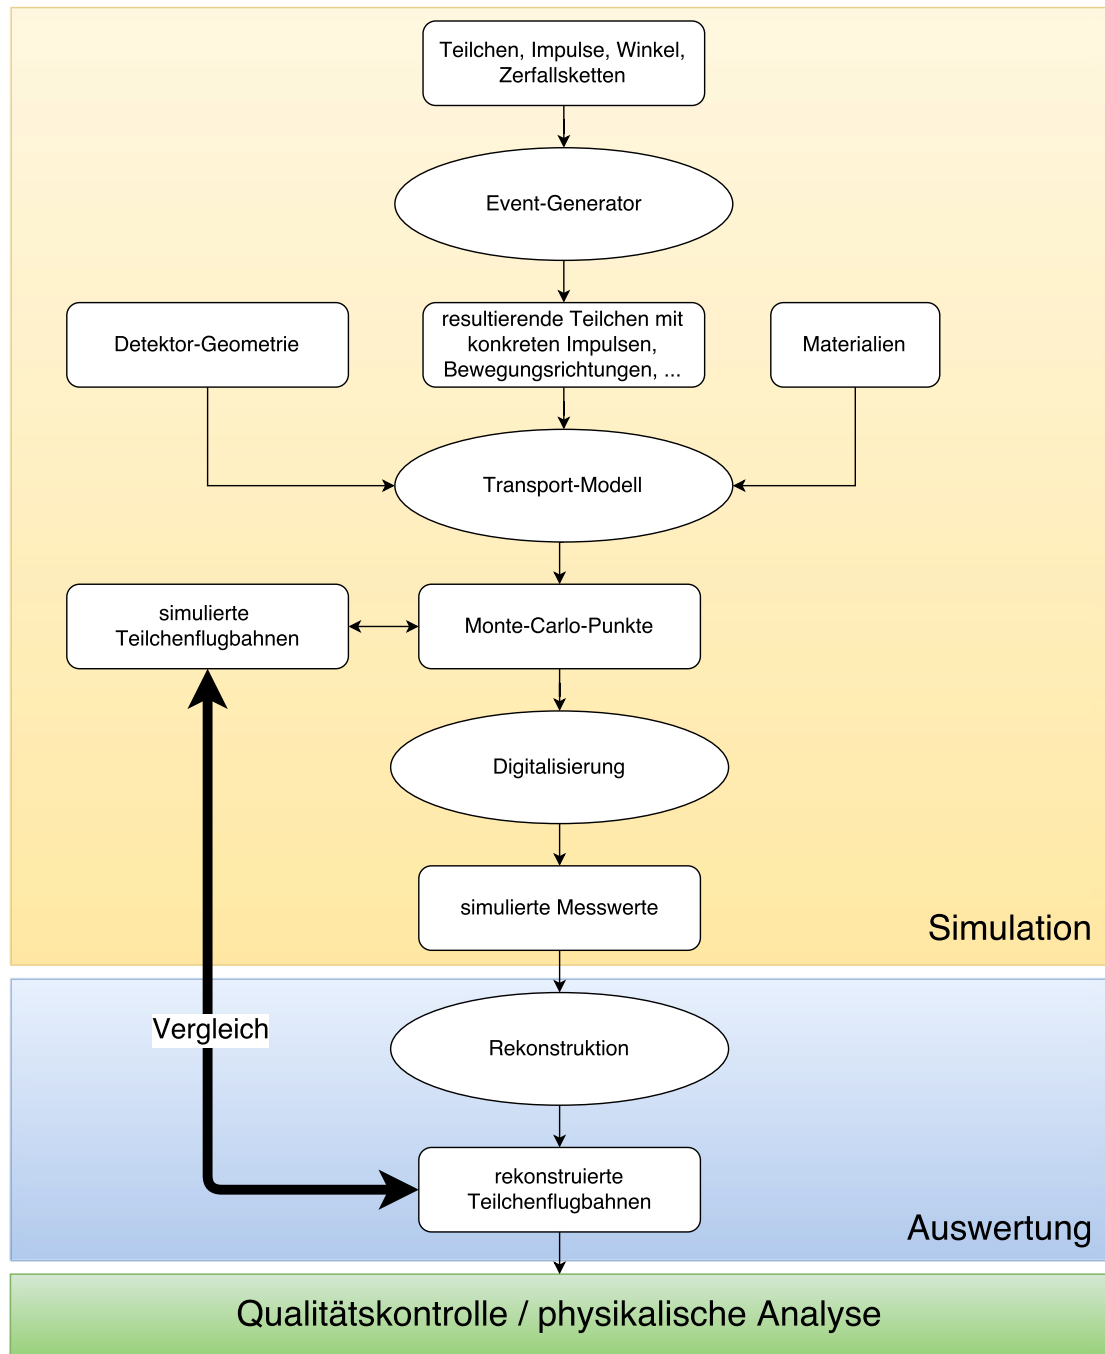 Teilchen, Impulse, Winkel,
Zerfallsketten
Event-Generator
Detektor-Geometrie
resultierende Teilchen mit
konkreten Impulsen,
Bewegungsrichtungen, ...
Materialien
Transport-Modell
simulierte
Teilchenflugbahnen
Monte-Carlo-Punkte
Digitalisierung
simulierte Messwerte
Simulation
Vergleich
Rekonstruktion
rekonstruierte
Teilchenflugbahnen
Auswertung
Qualitätskontrolle / physikalische Analyse